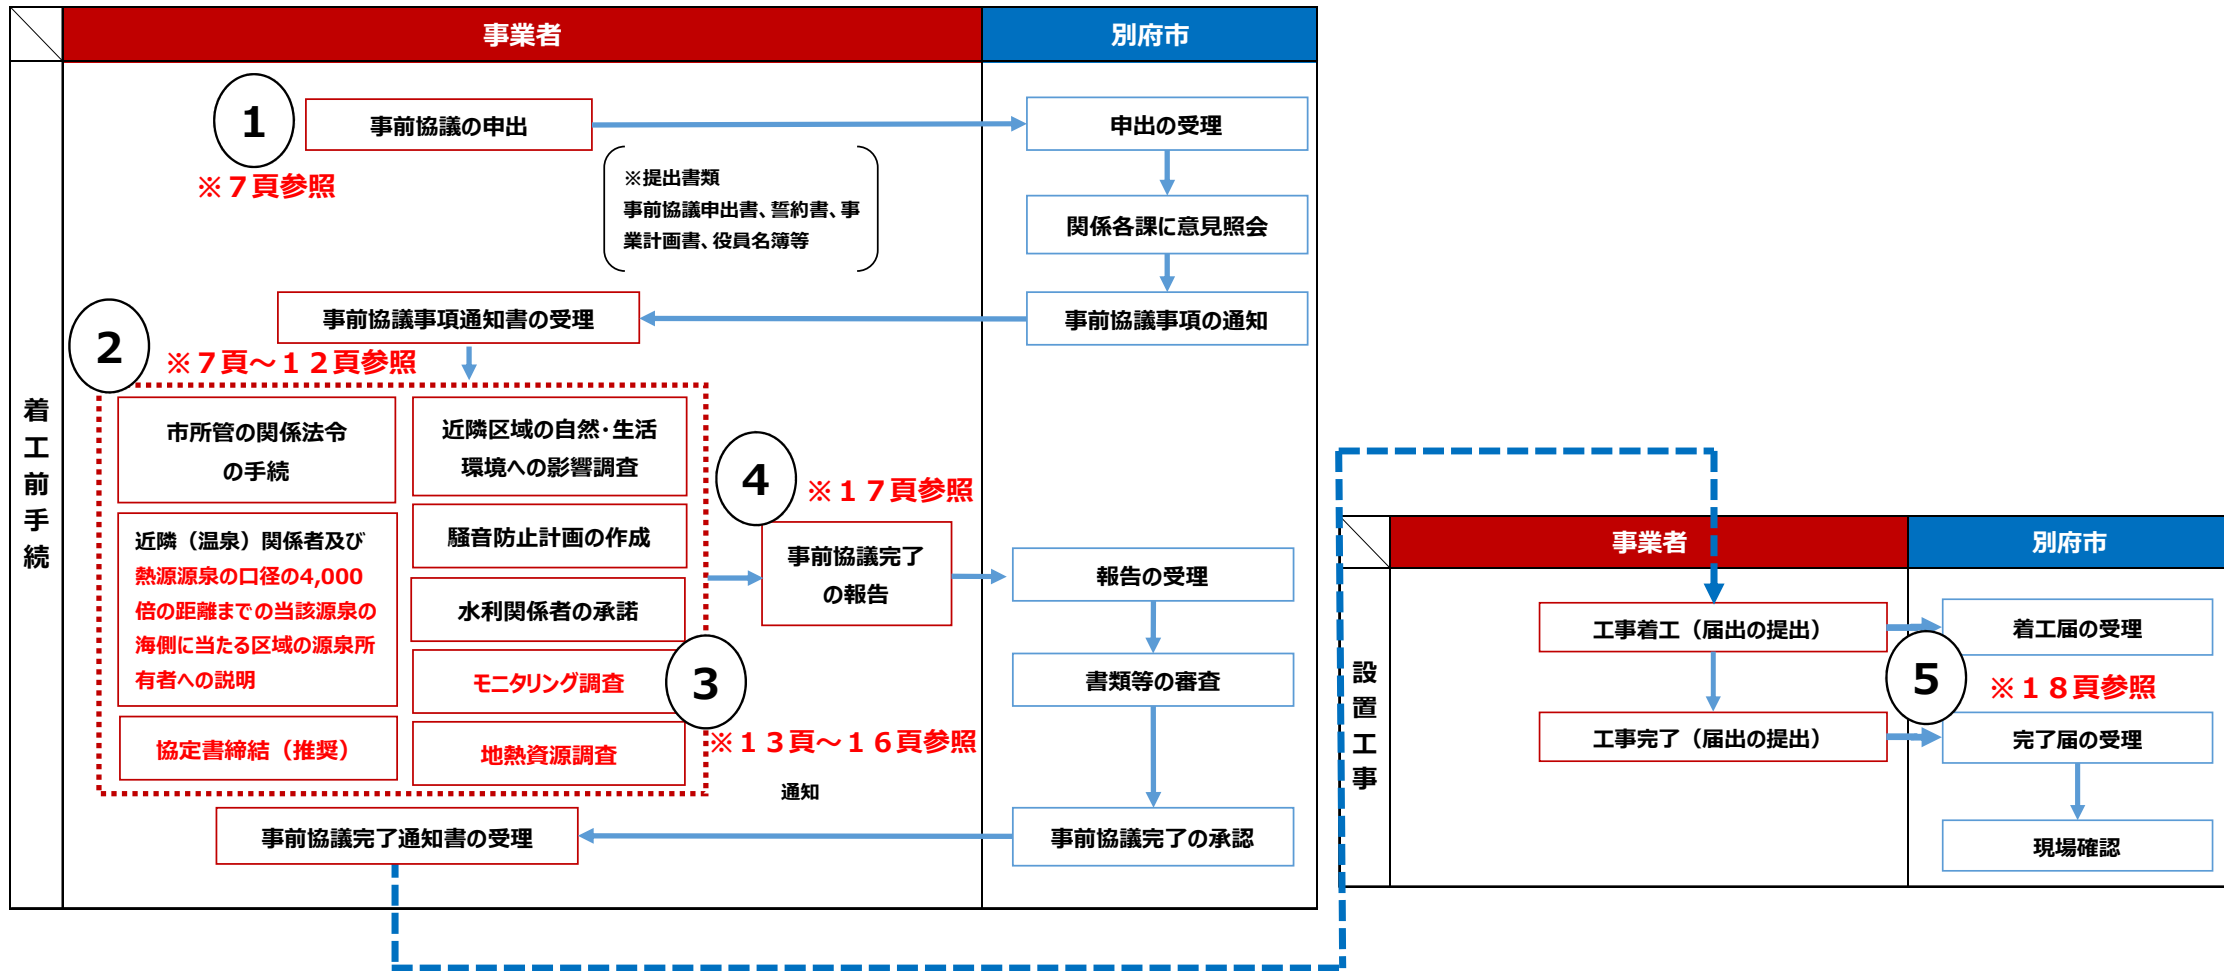 事業者
別府市
着工前手続
1
事前協議の申出
申出の受理
※７頁参照
※提出書類
事前協議申出書、誓約書、事
業計画書、役員名簿等
関係各課に意見照会
事前協議事項通知書の受理
事前協議事項の通知
2
※７頁～１２頁参照
市所管の関係法令
の手続
近隣区域の自然・生活
環境への影響調査
近隣（温泉）関係者及び
熱源源泉の口径の4,000
倍の距離までの当該源泉の
海側に当たる区域の源泉所
有者への説明
騒音防止計画の作成
水利関係者の承諾
モニタリング調査
協定書締結（推奨）
地熱資源調査
3
※１３頁～１６頁参照
4
※１７頁参照
事前協議完了
の報告
報告の受理
書類等の審査
通知
事前協議完了通知書の受理
事前協議完了の承認
事業者
別府市
設置工事
工事着工（届出の提出）
着工届の受理
5
※１８頁参照
工事完了（届出の提出）
完了届の受理
現場確認